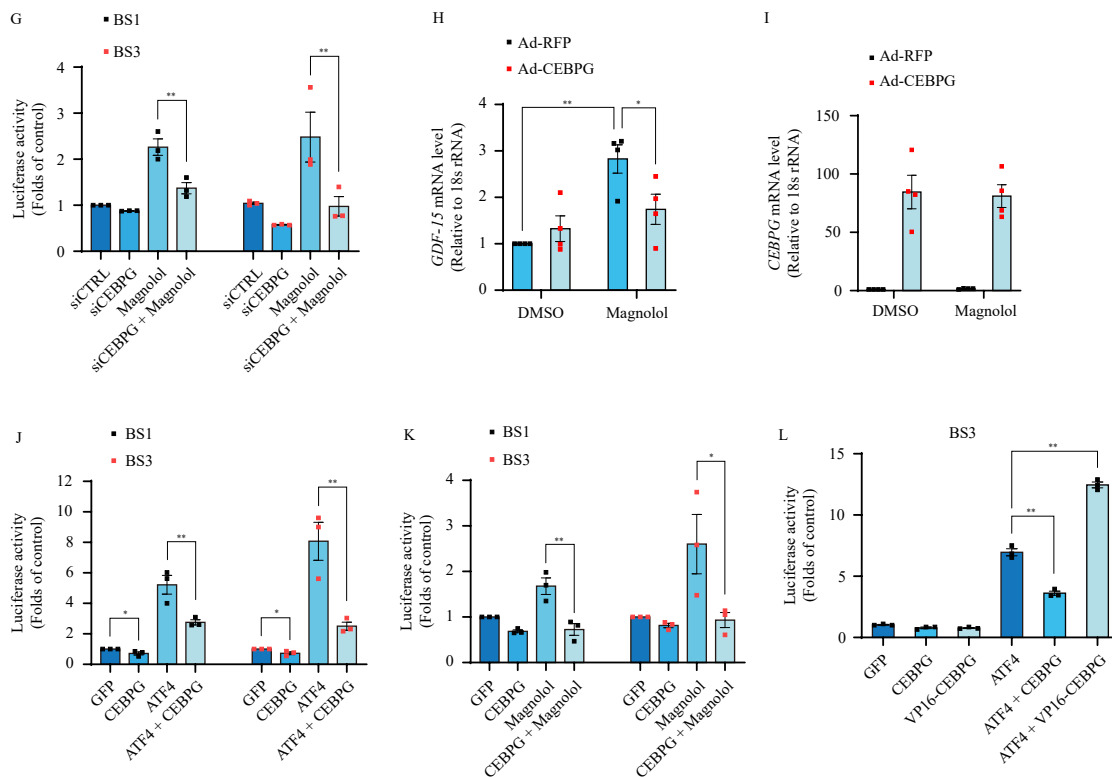 G
BS1
BS3
Luciferase activity
(Folds of control)
4
3
2
1
0
**
**
siCTRL
siCEBPG
Magnolol
siCEBPG + Magnolol
siCTRL
siCEBPG
Magnolol
siCEBPG + Magnolol
H
Ad-RFP
Ad-CEBPG
GDF-15 mRNA level
(Relative to 18s rRNA)
4
3
2
1
0
**
*
DMSO
Magnolol
I
Ad-RFP
Ad-CEBPG
CEBPG mRNA level
(Relative to 18s rRNA)
150
100
50
0
DMSO
Magnolol
J
BS1
BS3
Luciferase activity
(Folds of control)
12
10
8
6
4
2
0
*
**
*
**
GFP
CEBPG
ATF4
ATF4 + CEBPG
GFP
CEBPG
ATF4
ATF4 + CEBPG
K
BS1
BS3
Luciferase activity
(Folds of control)
4
2
1
0
**
*
GFP
CEBPG
Magnolol
CEBPG + Magnolol
GFP
CEBPG
Magnolol
CEBPG + Magnolol
L
BS3
Luciferase activity
(Folds of control)
15
10
5
0
**
**
GFP
CEBPG
VP16-CEBPG
ATF4
ATF4 + CEBPG
ATF4 + VP16-CEBPG